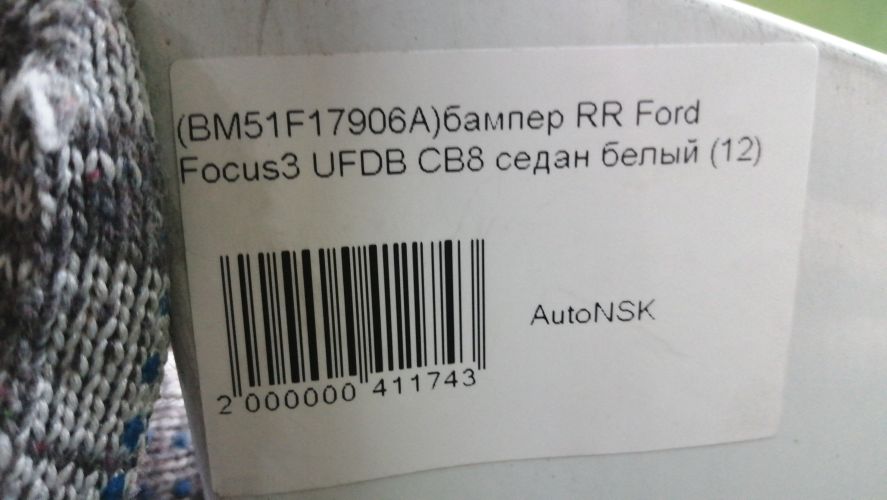 (BM51F17906A)бампер RR Ford
Focus3 UFDB CB8 седан белый (12)
AutoNSK
2 000000 411743